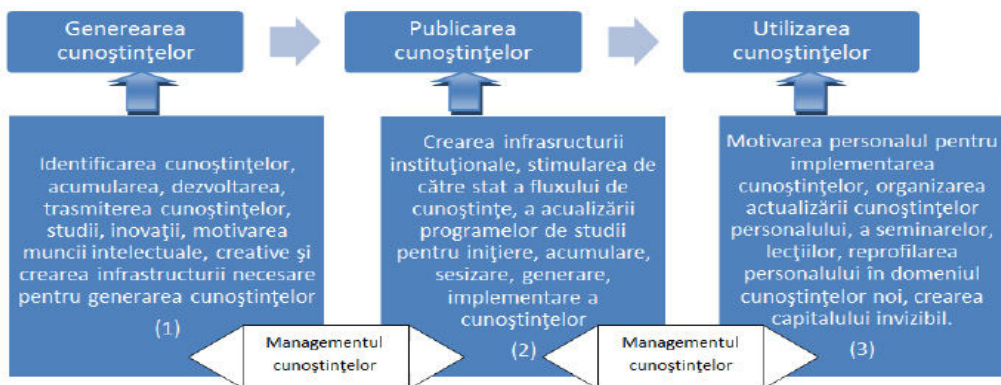 Generearea
cunoştinţelor
Publicarea
cunoştinţelor
Utilizarea
cunoştinţelor
Identificarea cunoştinţelor,
acumularea, dezvoltarea,
trasmiterea cunoştinţelor,
studii, inovaţii, motivarea
muncii intelectuale, creative şi
crearea infrastructurii necesare
pentru generarea cunoştinţelor
(1)
Crearea infrasructurii
instituţionale, stimularea de
către stat a fluxului de
cunoştinţe, a acualizării
programelor de studii
pentru iniţiere, acumulare,
sesizare, generare,
implementare a
cunoştinţelor
(2)
Motivarea personalul pentru
implementarea
cunoştinţelor, organizarea
actualizării cunoştinţelor
personalului, a seminarelor,
lecţiilor, reprofilarea
personalului în domeniul
cunoştinţelor noi, crearea
capitalului invizibil.
(3)
Managementul
cunoştinţelor
Managementul
cunoştinţelor